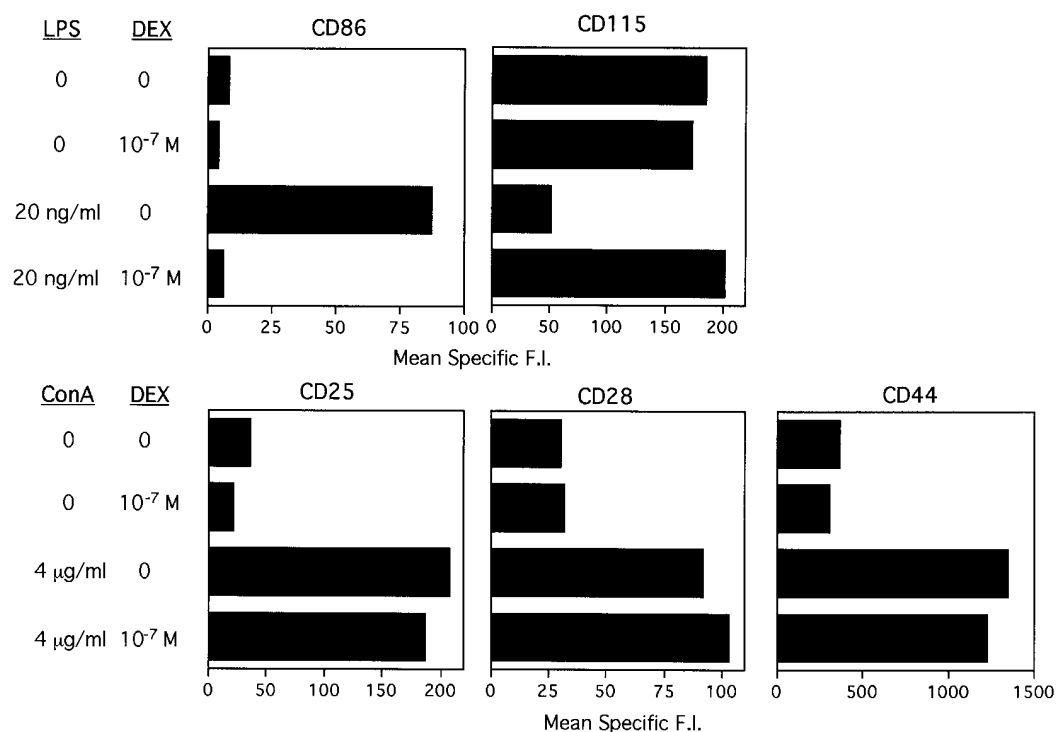 LPS DEX CD86 CD115
0 0
0 10⁻⁷ M
20 ng/ml 0
20 ng/ml 10⁻⁷ M
0 25 50 75 100 0 50 100 150 200
Mean Specific F.I.
ConA DEX CD25 CD28 CD44
0 0
0 10⁻⁷ M
4 µg/ml 0
4 µg/ml 10⁻⁷ M
0 50 100 150 200 0 25 50 75 100 0 500 1000 1500
Mean Specific F.I.